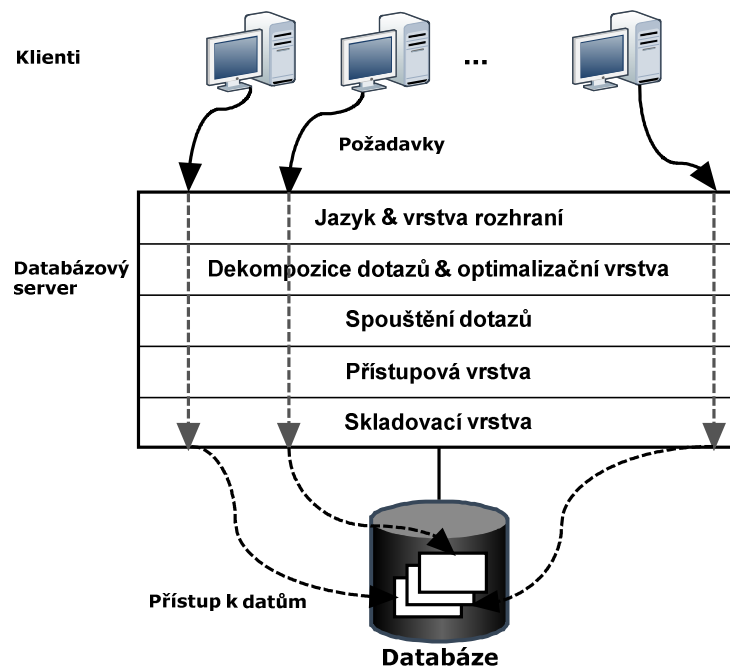 Klienti
...
Požadavky
Jazyk & vrstva rozhraní
Databázový
server
Dekompozice dotazů & optimalizační vrstva
Spouštění dotazů
Přístupová vrstva
Skladovací vrstva
Přístup k datům
Databáze